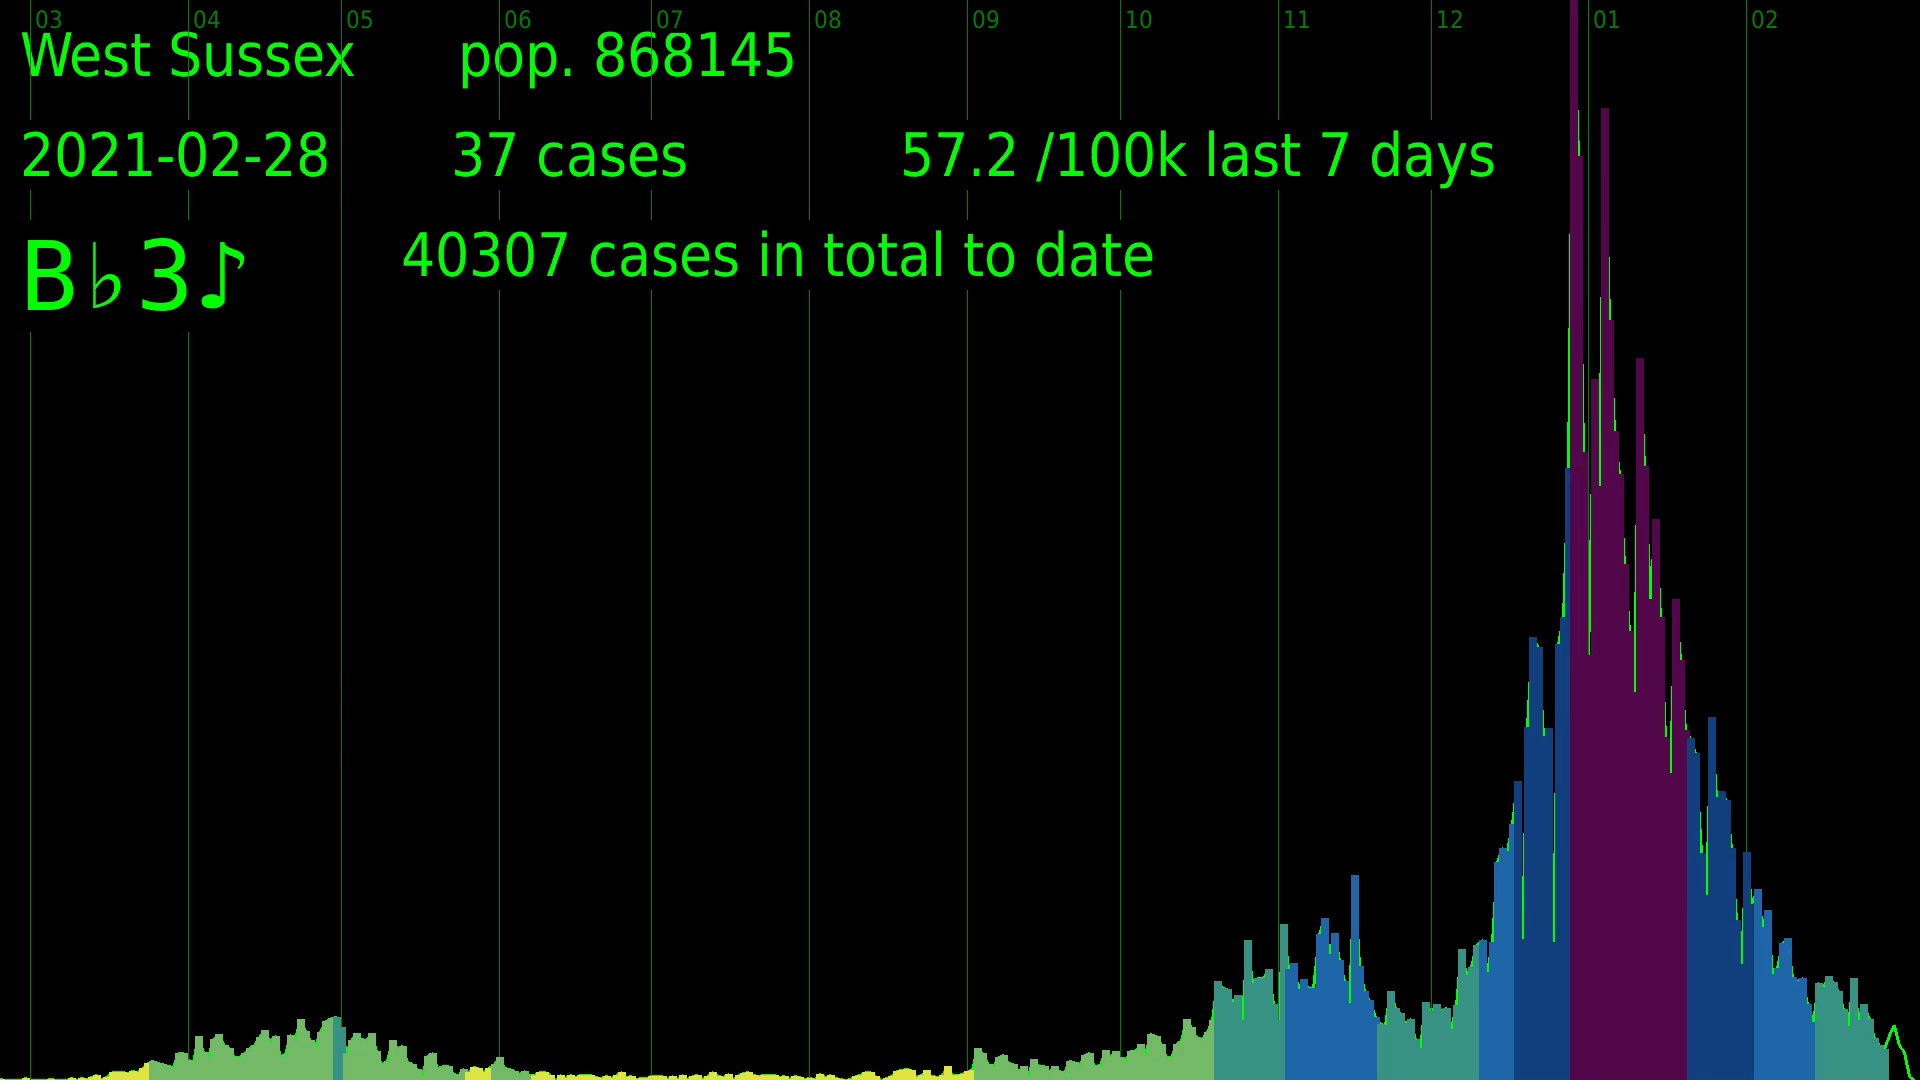 03 04 05 06 07 08 09 10 11 12 01 02
West Sussex pop. 868145
2021-02-28 37 cases 57.2 /100k last 7 days
B♭3♪ 40307 cases in total to date